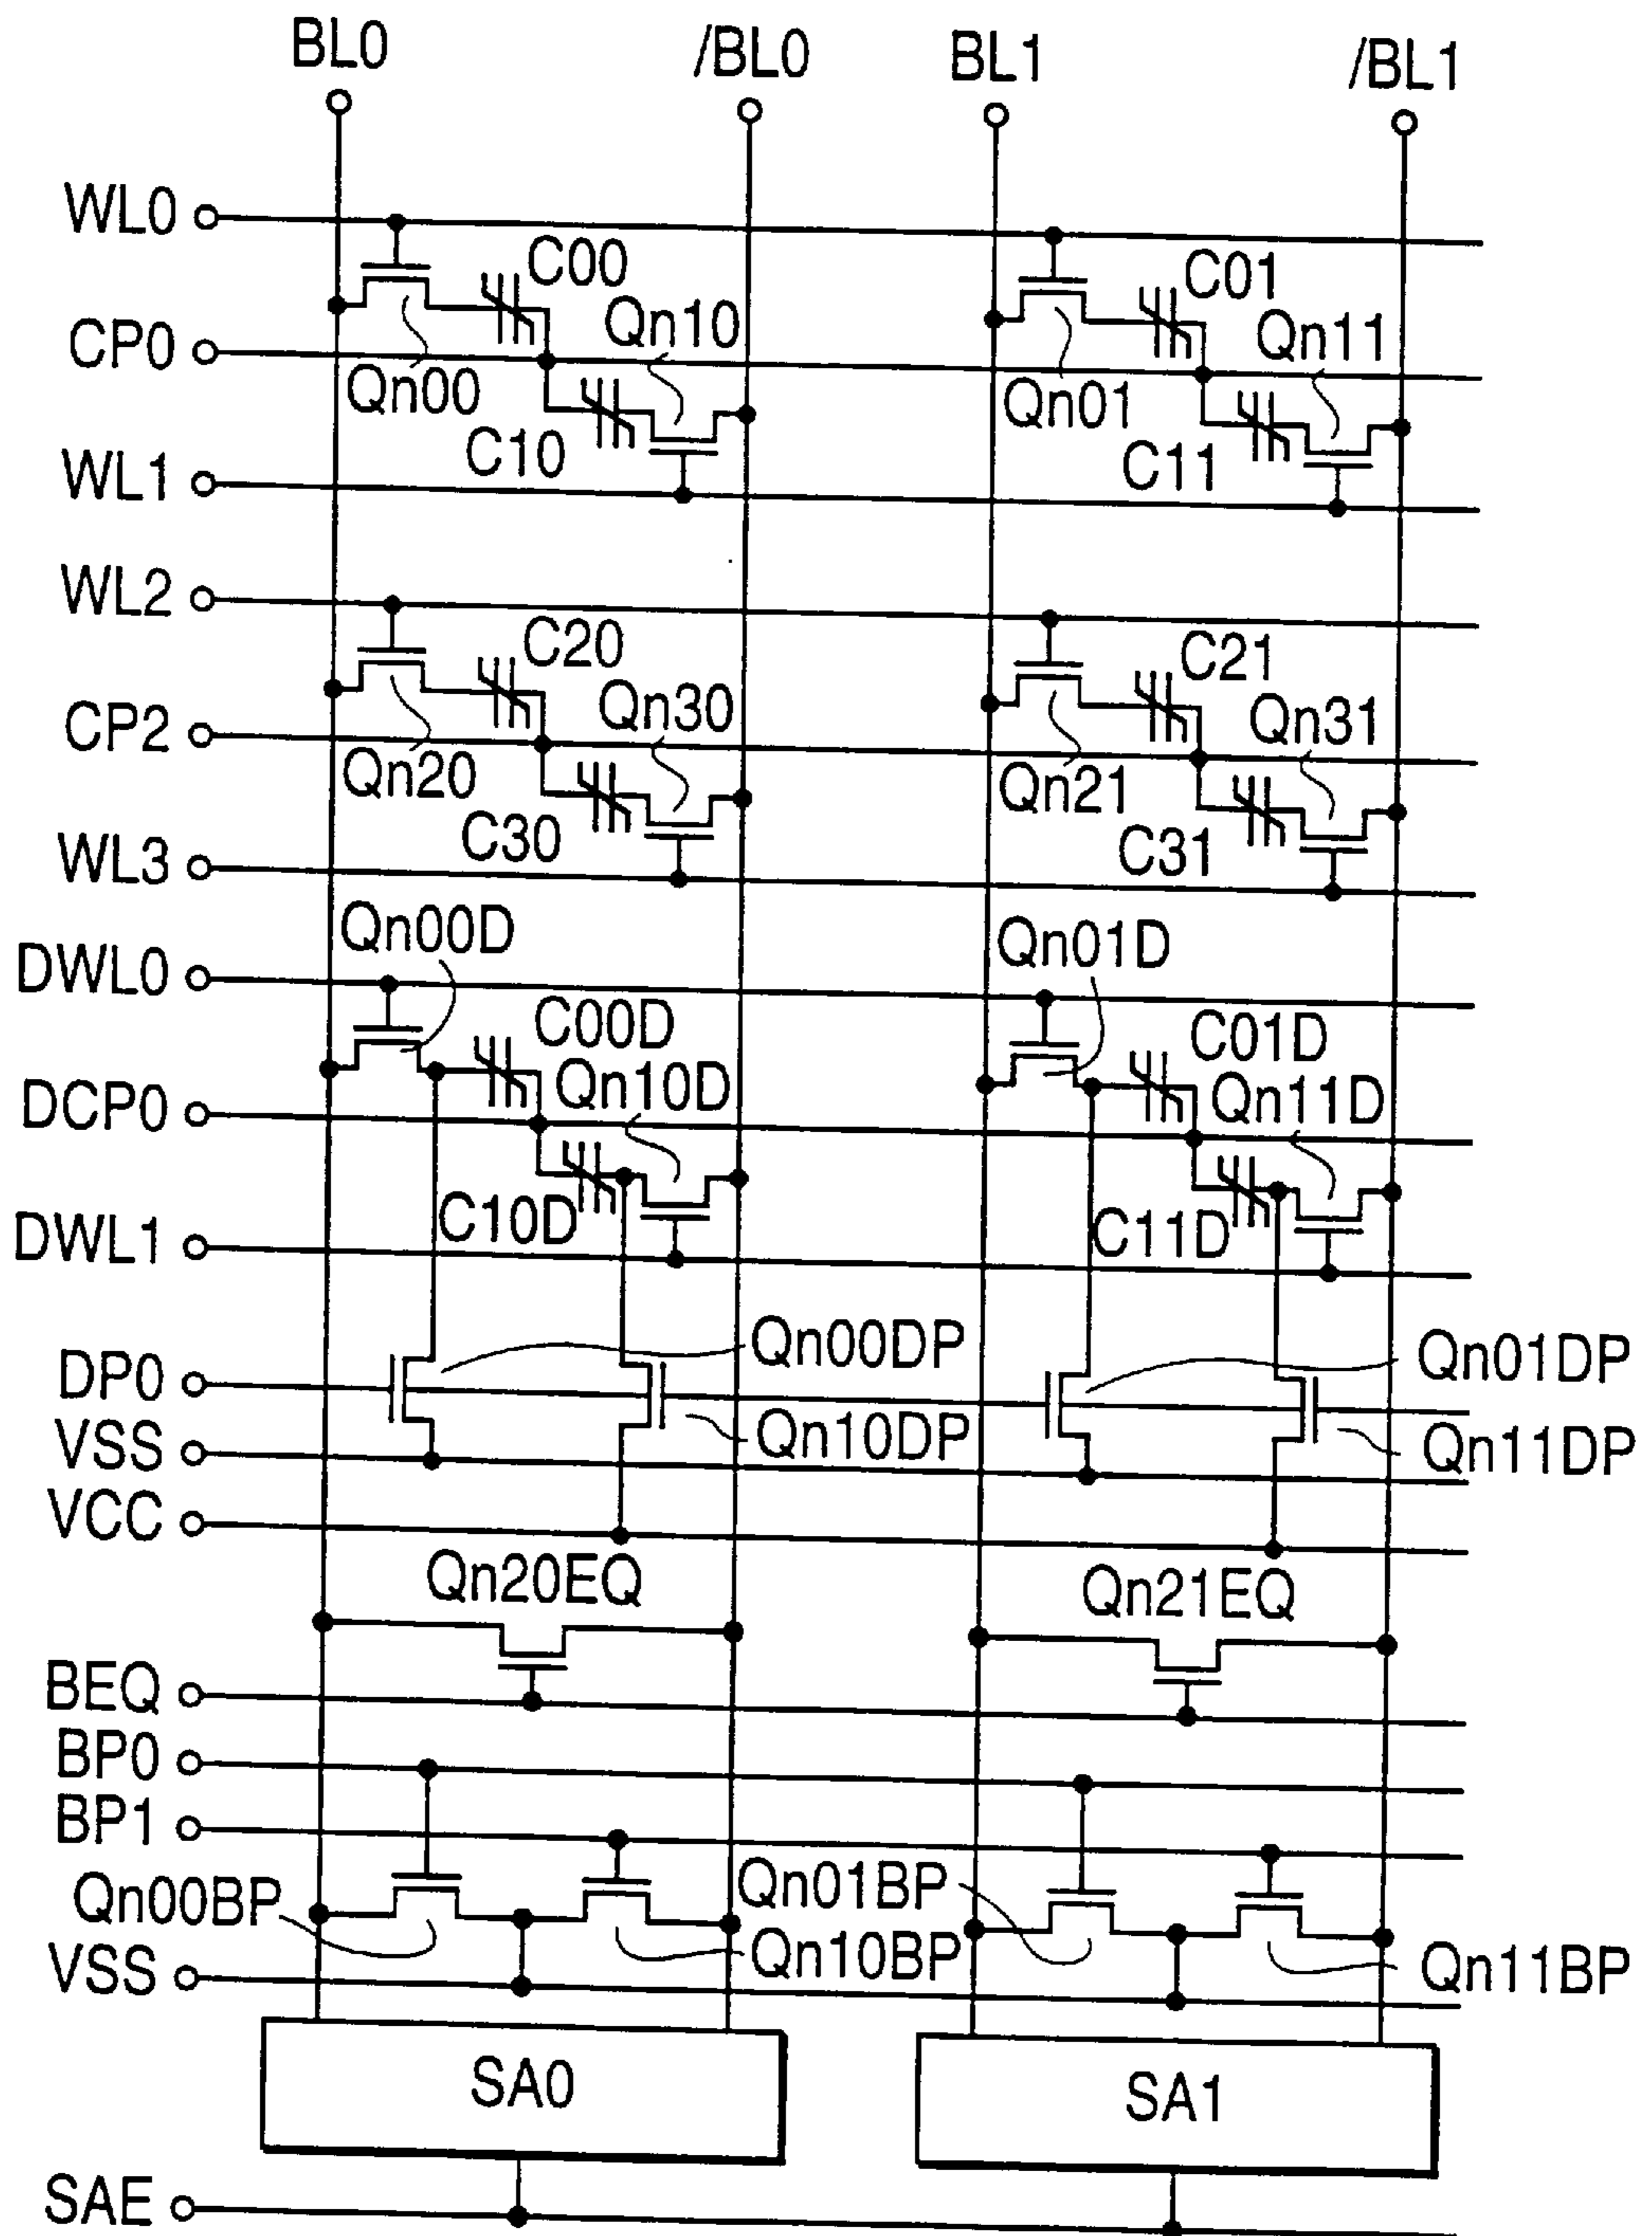 BL0 /BL0 BL1 /BL1
WL0
C00 C01
Qn10 Qn11
CP0
Qn00 Qn01
C10 C11
WL1
WL2
C20 C21
Qn30 Qn31
CP2
Qn20 Qn21
C30 C31
WL3
Qn00D Qn01D
DWL0
C00D C01D
Qn10D Qn11D
DCP0
C10D C11D
DWL1
Qn00DP Qn01DP
DP0
Qn10DP Qn11DP
VSS
VCC
Qn20EQ Qn21EQ
BEQ
BP0
BP1
Qn00BP Qn01BP
Qn10BP Qn11BP
VSS
SA0 SA1
SAE